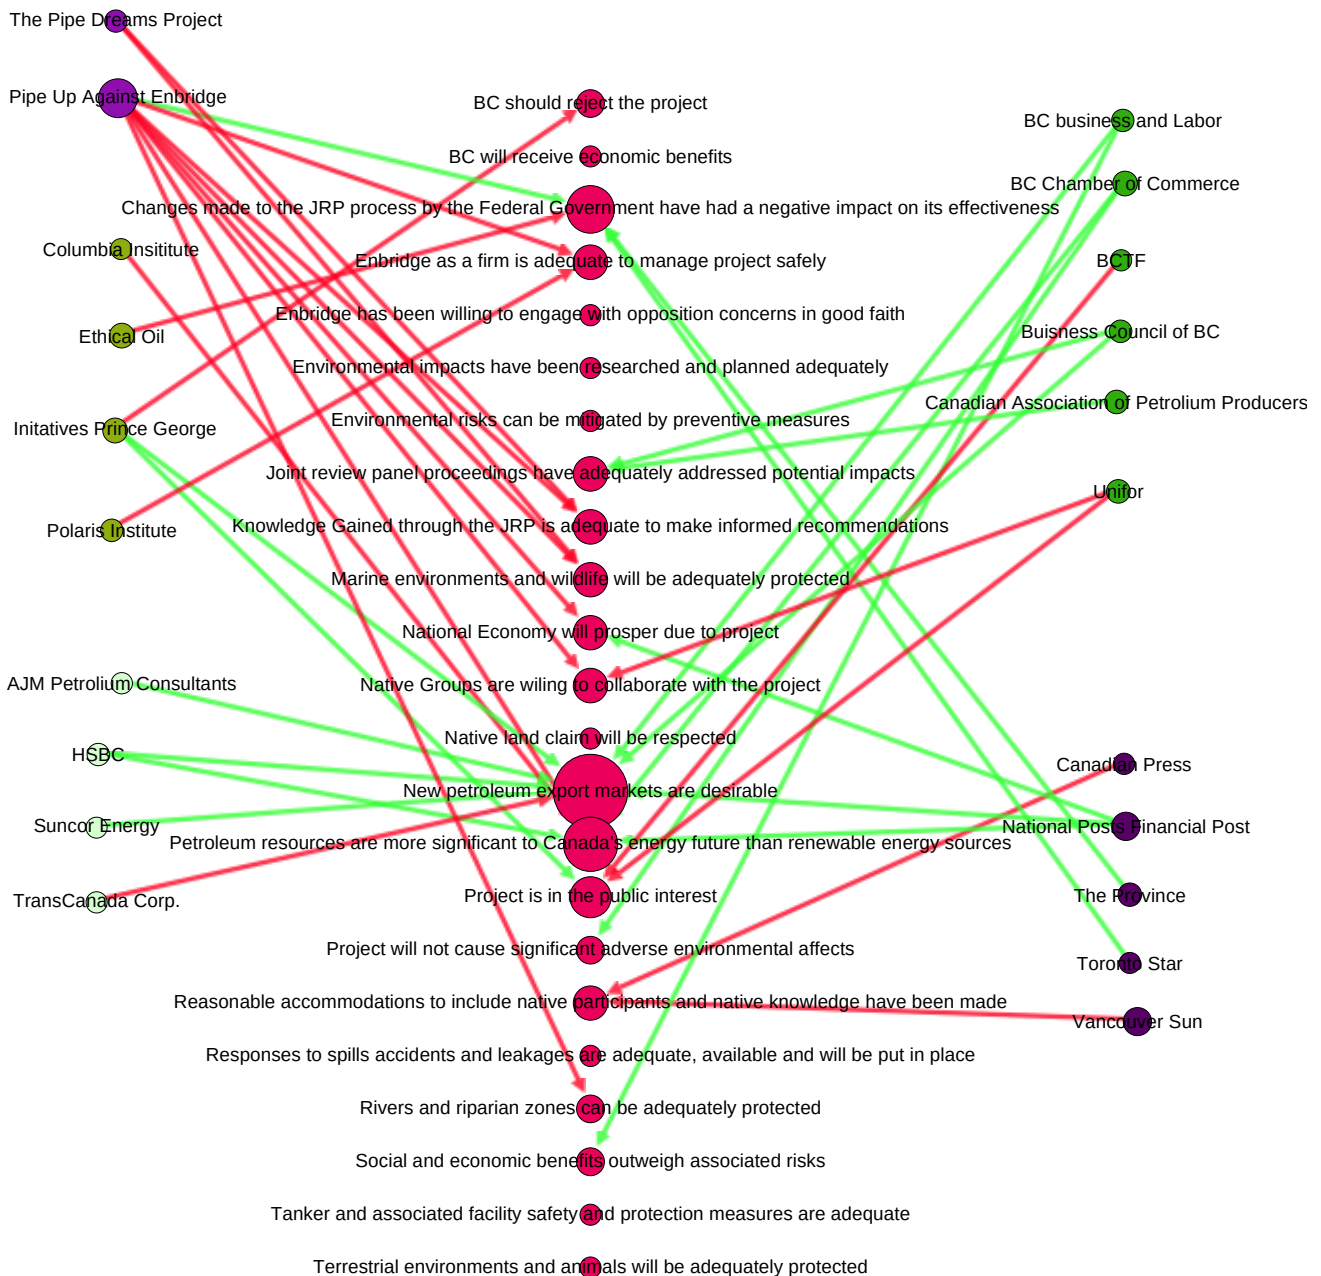 The Pipe Dreams Project
Pipe Up Against Enbridge
Columbia Insititute
Ethical Oil
Initatives Prince George
Polaris Institute
AJM Petrolium Consultants
HSBC
Suncor Energy
TransCanada Corp.
BC should reject the project
BC will receive economic benefits
Changes made to the JRP process by the Federal Government have had a negative impact on its effectiveness
Enbridge as a firm is adequate to manage project safely
Enbridge has been willing to engage with opposition concerns in good faith
Environmental impacts have been researched and planned adequately
Environmental risks can be mitigated by preventive measures
Joint review panel proceedings have adequately addressed potential impacts
Knowledge Gained through the JRP is adequate to make informed recommendations
Marine environments and wildlife will be adequately protected
National Economy will prosper due to project
Native Groups are wiling to collaborate with the project
Native land claim will be respected
New petroleum export markets are desirable
Petroleum resources are more significant to Canada's energy future than renewable energy sources
Project is in the public interest
Project will not cause significant adverse environmental affects
Reasonable accommodations to include native participants and native knowledge have been made
Responses to spills accidents and leakages are adequate, available and will be put in place
Rivers and riparian zones can be adequately protected
Social and economic benefits outweigh associated risks
Tanker and associated facility safety and protection measures are adequate
Terrestrial environments and animals will be adequately protected
BC business and Labor
BC Chamber of Commerce
BCTF
Buisness Council of BC
Canadian Association of Petrolium Producers
Unifor
Canadian Press
National Posts Financial Post
The Province
Toronto Star
Vancouver Sun